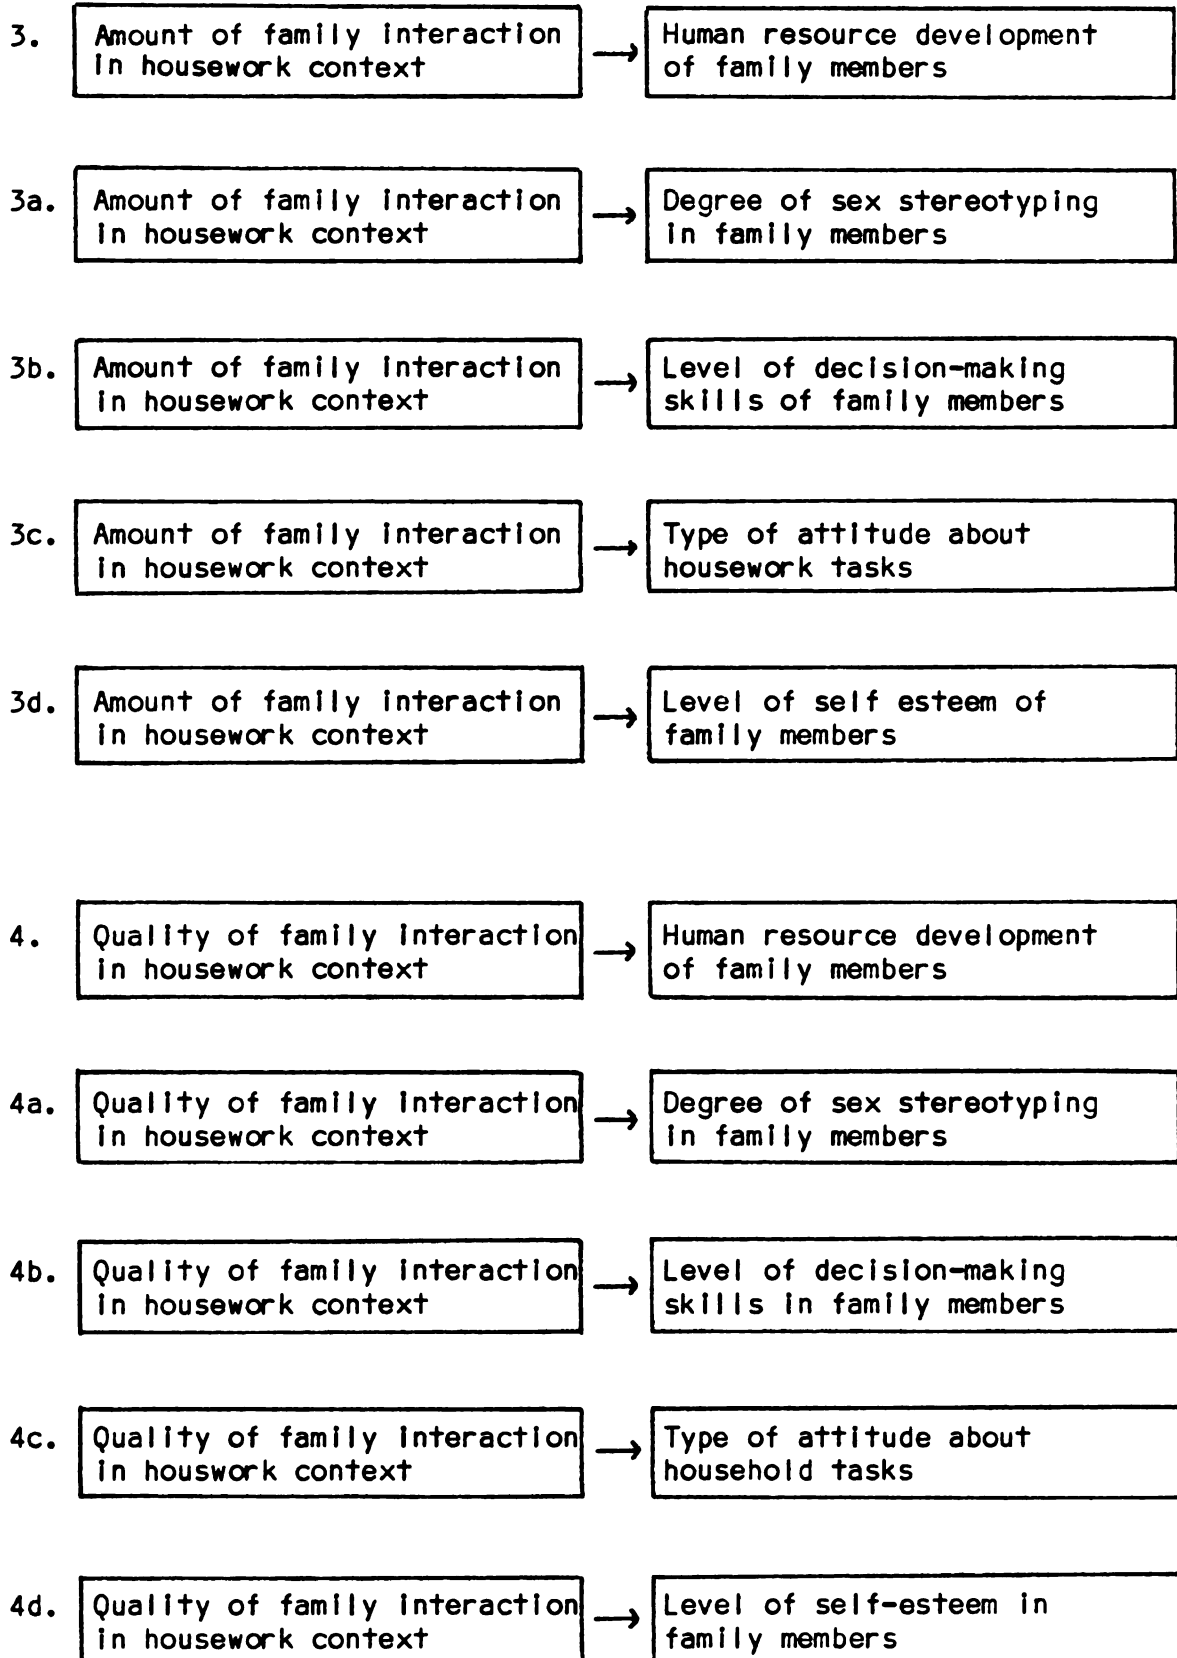 3. Amount of family interaction → Human resource development
in housework context of family members
3a. Amount of family interaction → Degree of sex stereotyping
in housework context in family members
3b. Amount of family interaction → Level of decision-making
in housework context skills of family members
3c. Amount of family interaction → Type of attitude about
in housework context housework tasks
3d. Amount of family interaction → Level of self esteem of
in housework context family members
4. Quality of family interaction → Human resource development
in housework context of family members
4a. Quality of family interaction → Degree of sex stereotyping
in housework context in family members
4b. Quality of family interaction → Level of decision-making
in housework context skills in family members
4c. Quality of family interaction → Type of attitude about
in houswork context household tasks
4d. Quality of family interaction → Level of self-esteem in
in housework context family members